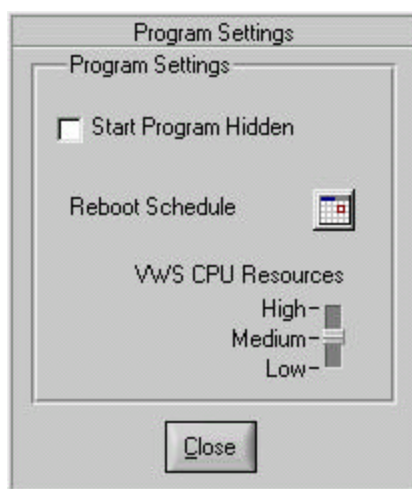 Program Settings
Program Settings
Start Program Hidden
Reboot Schedule
VWS CPU Resources
High
Medium
Low
Close